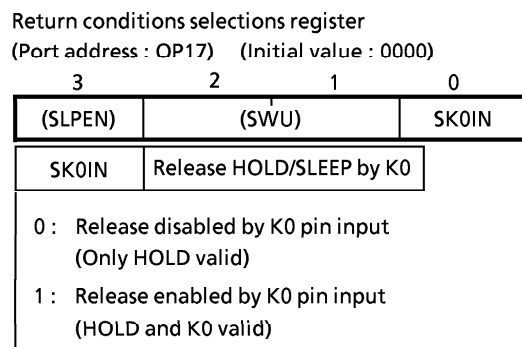 Return conditions selections register
(Port address : OP17) (Initial value : 0000)
3 2 1 0
(SLPEN) (SWU) SK0IN
SK0IN Release HOLD/SLEEP by K0
0 : Release disabled by K0 pin input
(Only HOLD valid)
1 : Release enabled by K0 pin input
(HOLD and K0 valid)